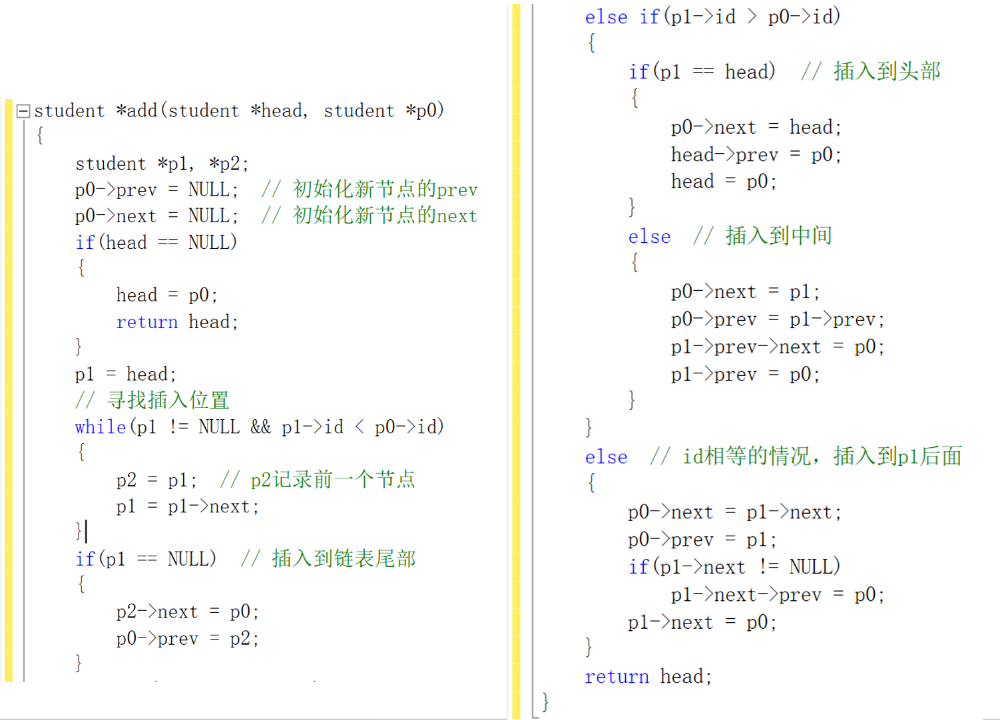 student *add(student *head, student *p0)
{
student *p1, *p2;
p0->prev = NULL;  // 初始化新节点的prev
p0->next = NULL;  // 初始化新节点的next
if(head == NULL)
{
head = p0;
return head;
}
p1 = head;
// 寻找插入位置
while(p1 != NULL && p1->id < p0->id)
{
p2 = p1;  // p2记录前一个节点
p1 = p1->next;
}
if(p1 == NULL)  // 插入到链表尾部
{
p2->next = p0;
p0->prev = p2;
}
else if(p1->id > p0->id)
{
if(p1 == head)  // 插入到头部
{
p0->next = head;
head->prev = p0;
head = p0;
}
else  // 插入到中间
{
p0->next = p1;
p0->prev = p1->prev;
p1->prev->next = p0;
p1->prev = p0;
}
}
else  // id相等的情况，插入到p1后面
{
p0->next = p1->next;
p0->prev = p1;
if(p1->next != NULL)
p1->next->prev = p0;
p1->next = p0;
}
return head;
}